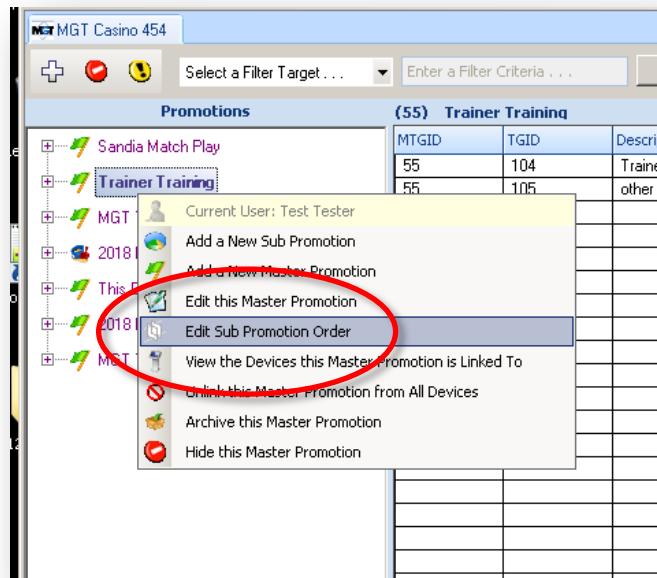 MGT MGT Casino 454
Select a Filter Target . . . Enter a Filter Criteria . . .
Promotions
(55) Trainer Training
MTGID TGID Descri
55 104 Traine
55 105 other
Sandia Match Play
Trainer Training
MGT
2018
This
2018
MGT
Current User: Test Tester
Add a New Sub Promotion
Add a New Master Promotion
Edit this Master Promotion
Edit Sub Promotion Order
View the Devices this Master Promotion is Linked To
Unlink this Master Promotion from All Devices
Archive this Master Promotion
Hide this Master Promotion